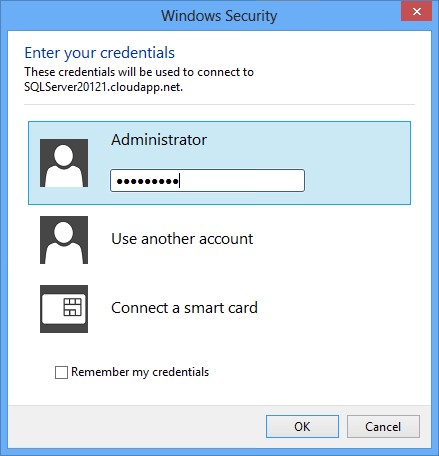 Windows Security
Enter your credentials
These credentials will be used to connect to
SQLServer20121.cloudapp.net.
Administrator
●●●●●●●●●
Use another account
Connect a smart card
Remember my credentials
OK
Cancel